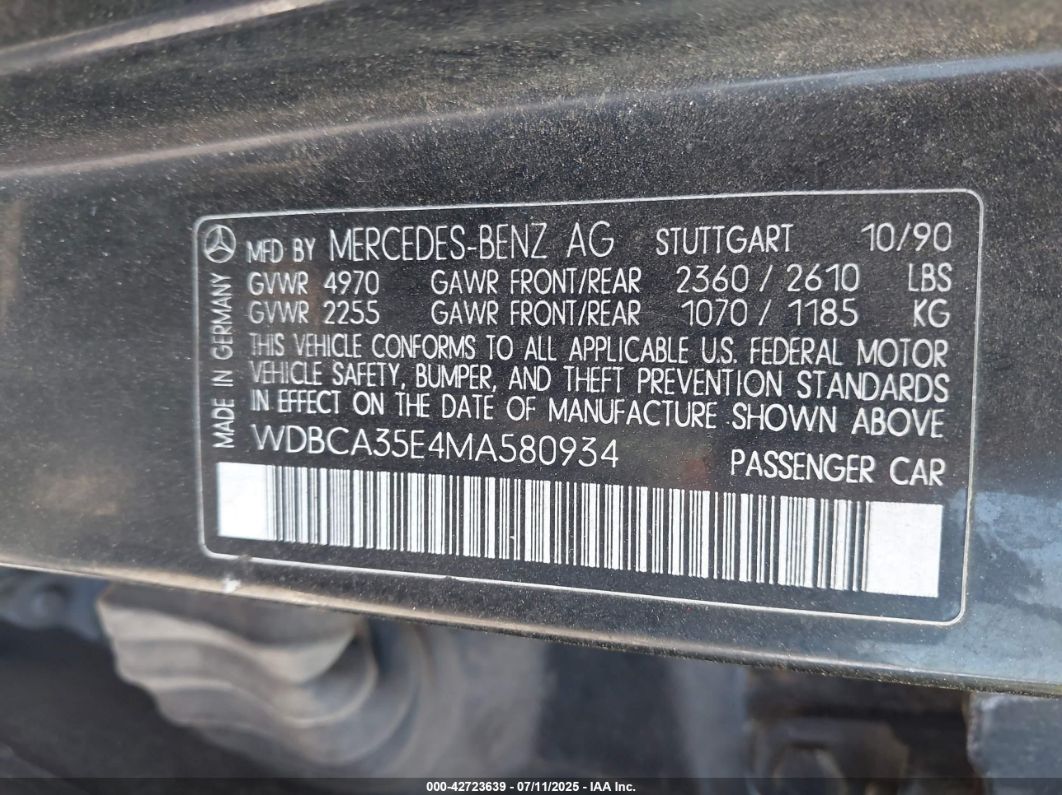 MFD BY MERCEDES-BENZ AG STUTTGART 10/90
GVWR 4970 GAWR FRONT/REAR 2360 / 2610 LBS
GVWR 2255 GAWR FRONT/REAR 1070 / 1185 KG
THIS VEHICLE CONFORMS TO ALL APPLICABLE U.S. FEDERAL MOTOR
VEHICLE SAFETY, BUMPER, AND THEFT PREVENTION STANDARDS
IN EFFECT ON THE DATE OF MANUFACTURE SHOWN ABOVE
WDBCA35E4MA580934 PASSENGER CAR
MADE IN GERMANY
000-42723639 - 07/11/2025 - IAA Inc.